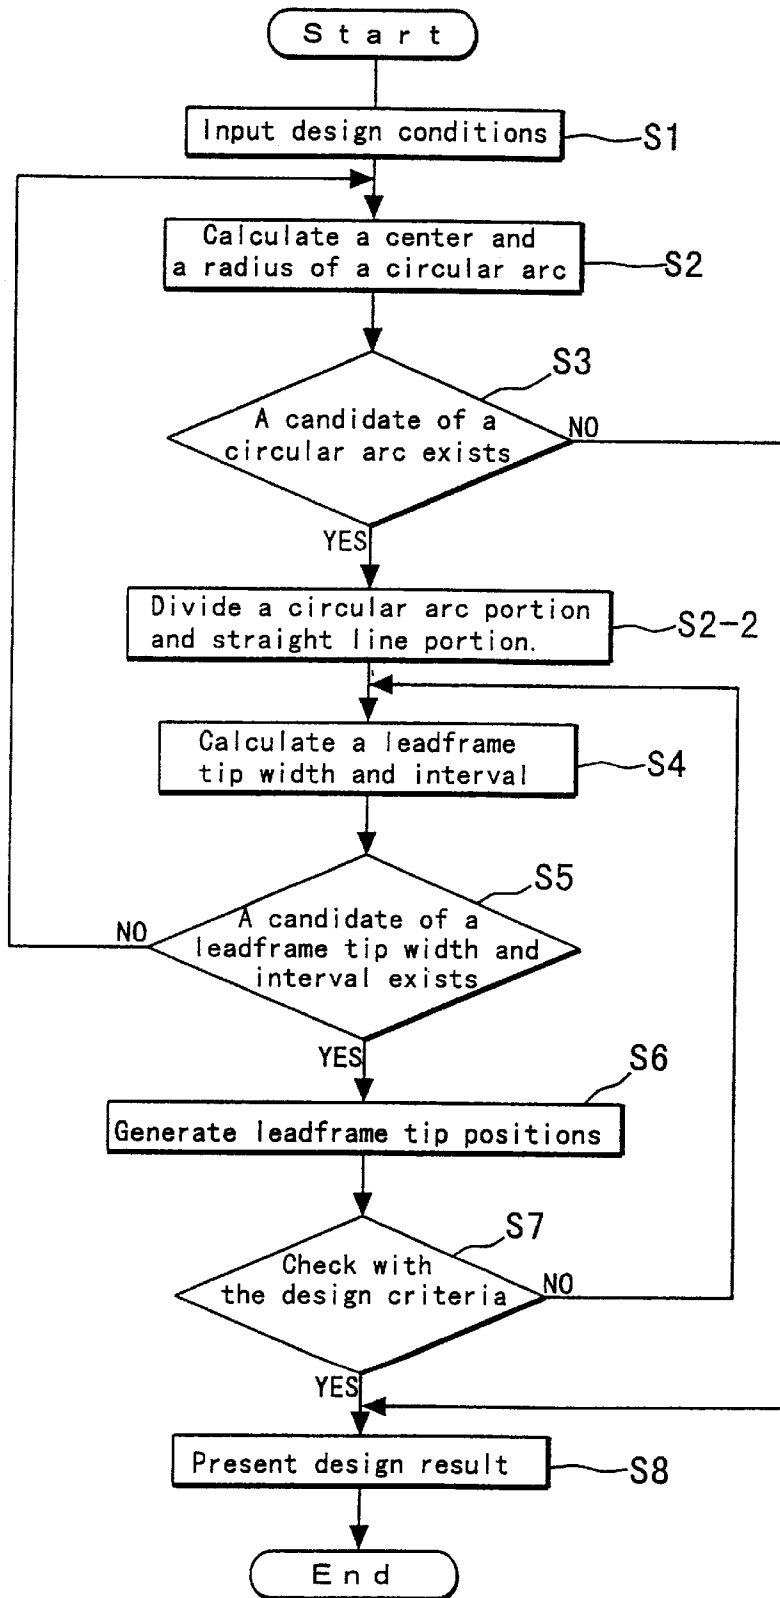 Start
Input design conditions
S1
Calculate a center and
a radius of a circular arc
S2
S3
A candidate of a
circular arc exists
NO
YES
Divide a circular arc portion
and straight line portion.
S2-2
Calculate a leadframe
tip width and interval
S4
S5
A candidate of a
leadframe tip width and
interval exists
NO
YES
S6
Generate leadframe tip positions
S7
Check with
the design criteria
NO
YES
Present design result
S8
End